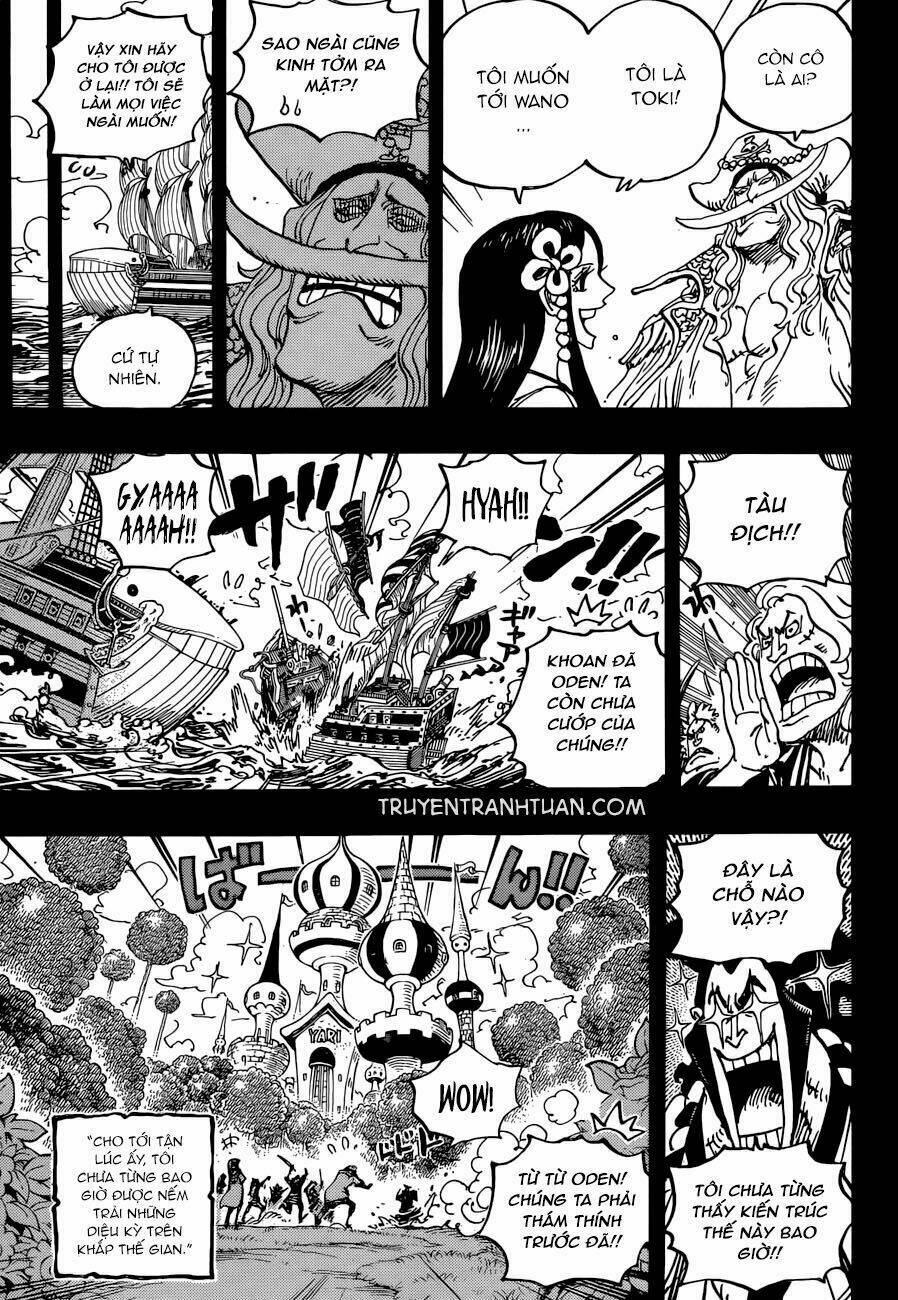 CÒN CÔ
LÀ AI?
TÔI LÀ
TOKI!
TÔI MUỐN
TỚI WANO
...
SAO NGÀI CŨNG
KINH TỞM RA
MẶT?!
VẬY XIN HÃY
CHO TÔI ĐƯỢC
Ở LẠI!! TÔI SẼ
LÀM MỌI VIỆC
NGÀI MUỐN!
CỨ TỰ
NHIÊN.
TÀU
ĐỊCH!!
HYAH!!
KHOAN ĐÃ
ODEN! TA
CÒN CHƯA
CƯỚP CỦA
CHÚNG!!
GYAAAA
AAAAH!!
TRUYENTRANHTUAN.COM
ĐÂY LÀ
CHỖ NÀO
VẬY?!
TÔI CHƯA TỪNG
THẤY KIẾN TRÚC
THẾ NÀY BAO
GIỜ!!
ばーーん!!
YARI
WOW!
TỪ TỪ ODEN!
CHÚNG TA PHẢI
THÁM THÍNH
TRƯỚC ĐÃ!!
"CHO TỚI TẬN
LÚC ẤY, TÔI
CHƯA TỪNG BAO
GIỜ ĐƯỢC NẾM
TRẢI NHỮNG
DIỆU KỲ TRÊN
KHẮP THẾ GIAN."